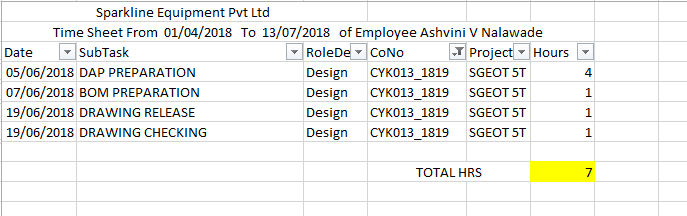 Sparkline Equipment Pvt Ltd
Time Sheet From 01/04/2018 To 13/07/2018 of Employee Ashvini V Nalawade
Date SubTask RoleDe CoNo Project Hours
05/06/2018 DAP PREPARATION Design CYK013_1819 SGEOT 5T 4
07/06/2018 BOM PREPARATION Design CYK013_1819 SGEOT 5T 1
19/06/2018 DRAWING RELEASE Design CYK013_1819 SGEOT 5T 1
19/06/2018 DRAWING CHECKING Design CYK013_1819 SGEOT 5T 1
TOTAL HRS 7